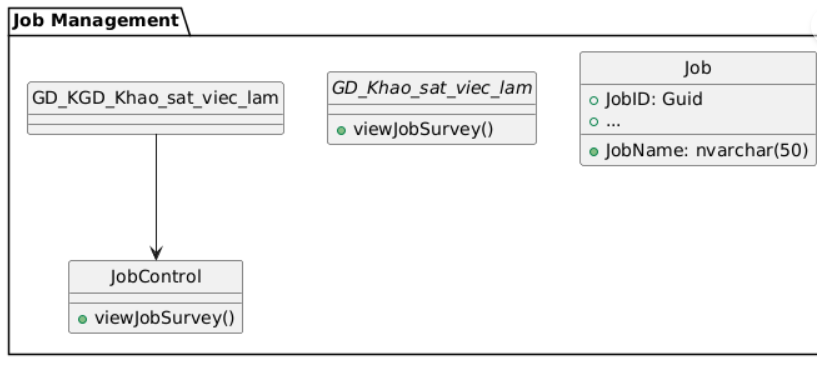 Job Management
GD_KGD_Khao_sat_viec_lam
GD_Khao_sat_viec_lam
viewJobSurvey()
Job
JobID: Guid
...
JobName: nvarchar(50)
JobControl
viewJobSurvey()